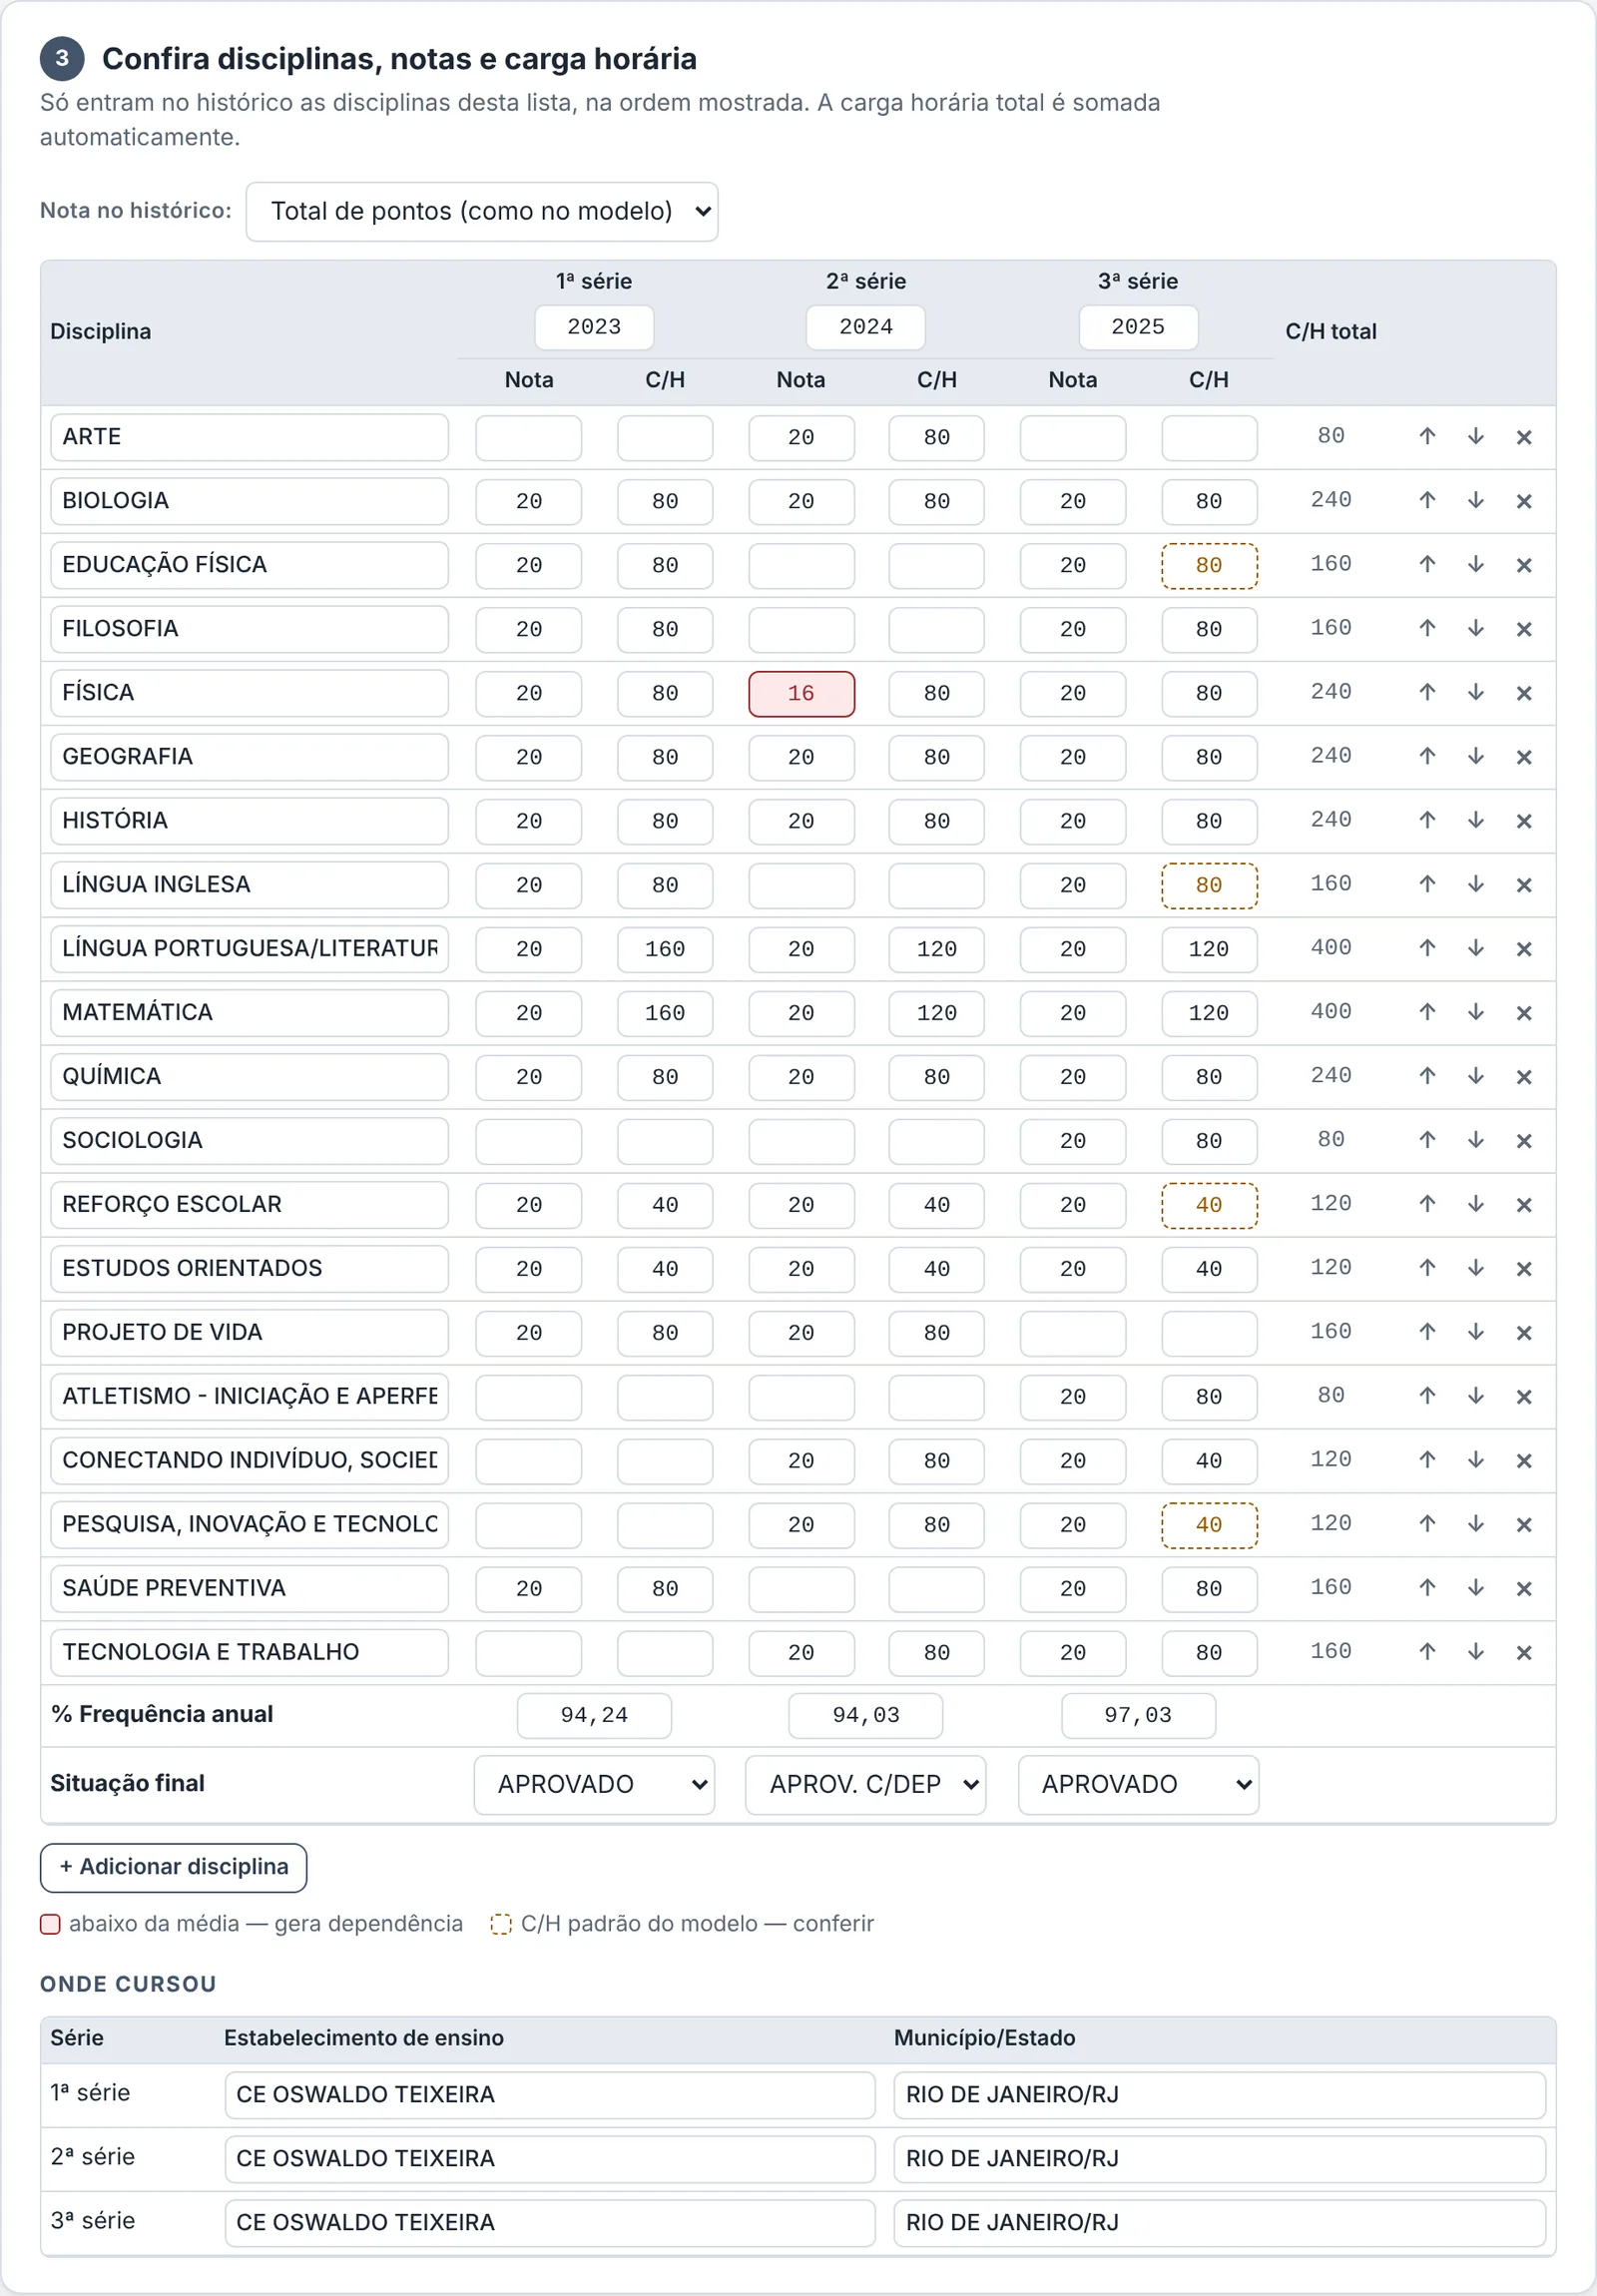 3 Confira disciplinas, notas e carga horária
Só entram no histórico as disciplinas desta lista, na ordem mostrada. A carga horária total é somada
automaticamente.
Nota no histórico: Total de pontos (como no modelo)
1ª série 2ª série 3ª série
Disciplina 2023 2024 2025 C/H total
Nota C/H Nota C/H Nota C/H
ARTE 20 80 80 ↑ ↓ ×
BIOLOGIA 20 80 20 80 20 80 240 ↑ ↓ ×
EDUCAÇÃO FÍSICA 20 80 20 80 160 ↑ ↓ ×
FILOSOFIA 20 80 20 80 160 ↑ ↓ ×
FÍSICA 20 80 16 80 20 80 240 ↑ ↓ ×
GEOGRAFIA 20 80 20 80 20 80 240 ↑ ↓ ×
HISTÓRIA 20 80 20 80 20 80 240 ↑ ↓ ×
LÍNGUA INGLESA 20 80 20 80 160 ↑ ↓ ×
LÍNGUA PORTUGUESA/LITERATUR 20 160 20 120 20 120 400 ↑ ↓ ×
MATEMÁTICA 20 160 20 120 20 120 400 ↑ ↓ ×
QUÍMICA 20 80 20 80 20 80 240 ↑ ↓ ×
SOCIOLOGIA 20 80 80 ↑ ↓ ×
REFORÇO ESCOLAR 20 40 20 40 20 40 120 ↑ ↓ ×
ESTUDOS ORIENTADOS 20 40 20 40 20 40 120 ↑ ↓ ×
PROJETO DE VIDA 20 80 20 80 160 ↑ ↓ ×
ATLETISMO - INICIAÇÃO E APERFE 20 80 80 ↑ ↓ ×
CONECTANDO INDIVÍDUO, SOCIED 20 80 20 40 120 ↑ ↓ ×
PESQUISA, INOVAÇÃO E TECNOLO 20 80 20 40 120 ↑ ↓ ×
SAÚDE PREVENTIVA 20 80 20 80 160 ↑ ↓ ×
TECNOLOGIA E TRABALHO 20 80 20 80 160 ↑ ↓ ×
% Frequência anual 94,24 94,03 97,03
Situação final APROVADO APROV. C/DEP APROVADO
+ Adicionar disciplina
abaixo da média — gera dependência C/H padrão do modelo — conferir
ONDE CURSOU
Série Estabelecimento de ensino Município/Estado
1ª série CE OSWALDO TEIXEIRA RIO DE JANEIRO/RJ
2ª série CE OSWALDO TEIXEIRA RIO DE JANEIRO/RJ
3ª série CE OSWALDO TEIXEIRA RIO DE JANEIRO/RJ